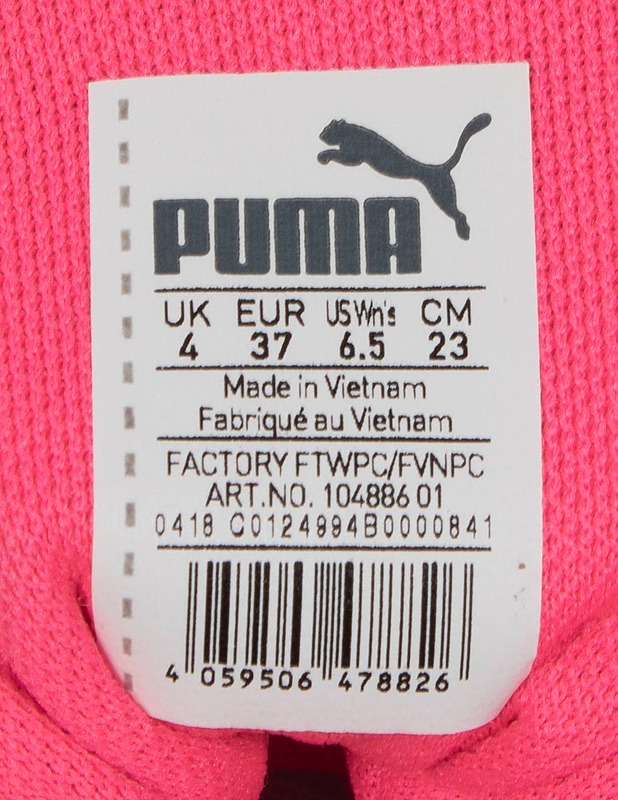 PUMA
UK EUR US Wn's CM
4 37 6.5 23
Made in Vietnam
Fabriqué au Vietnam
FACTORY FTWPC/FVNPC
ART.NO. 104886 01
0418 C0124994B0000841
4 059506 478826